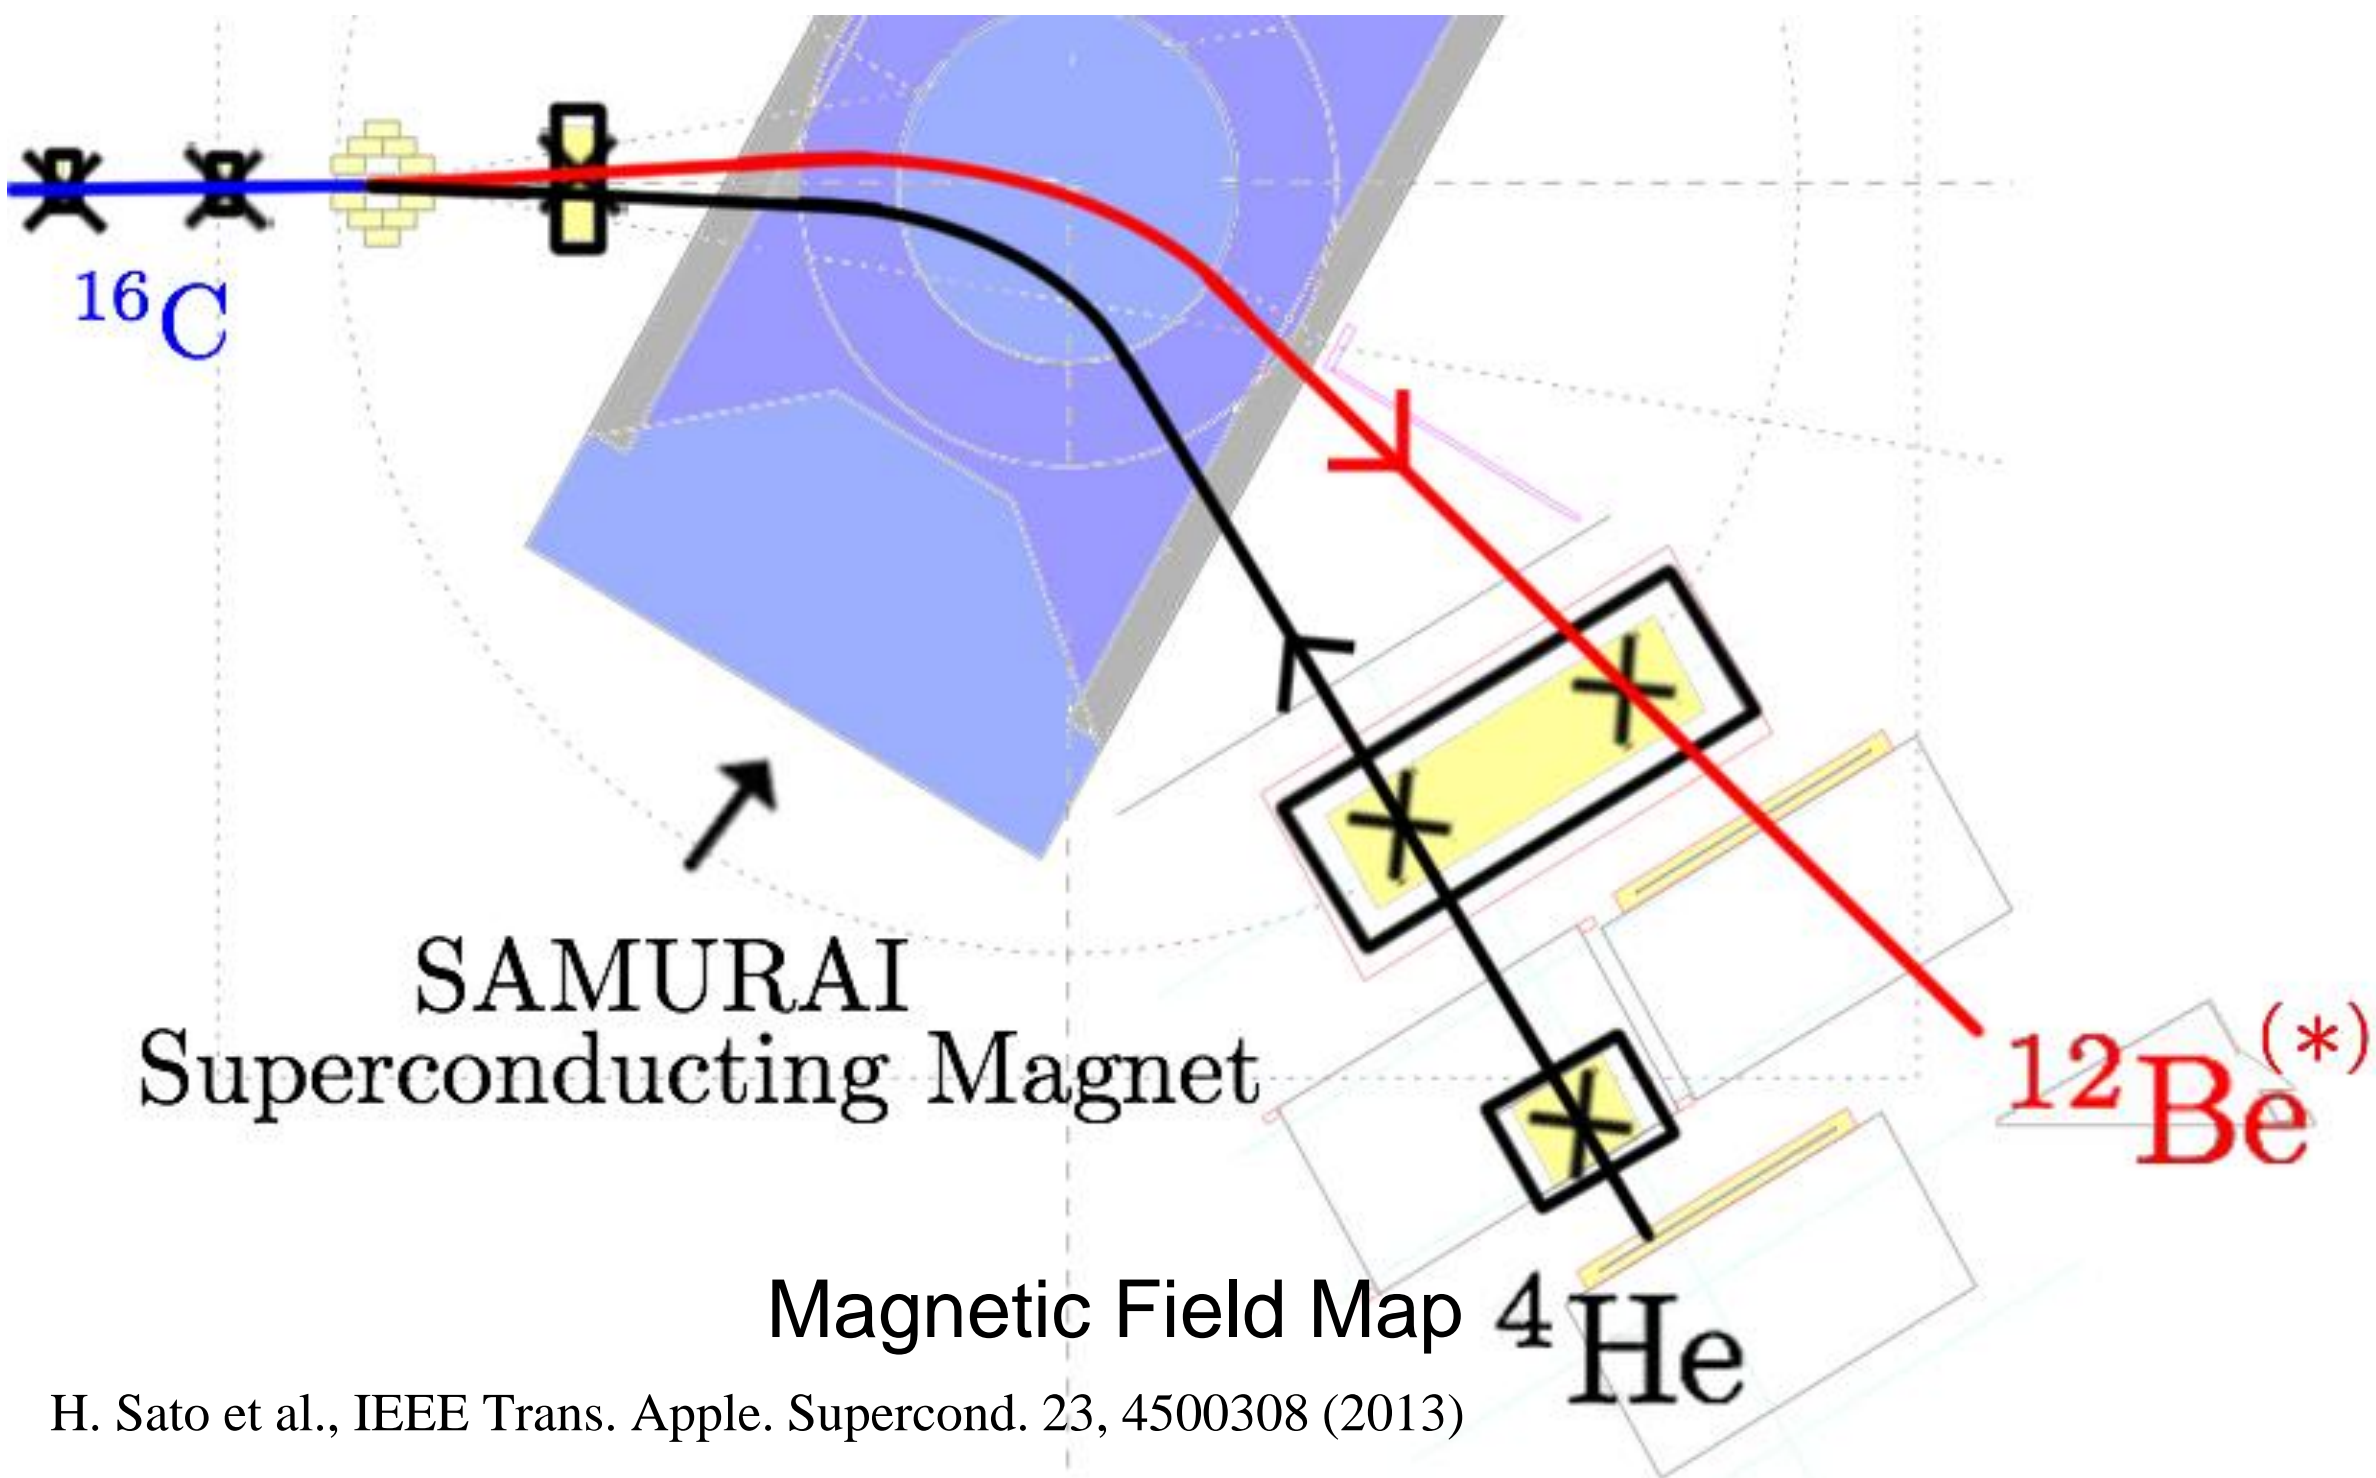 ¹⁶C
SAMURAI
Superconducting Magnet
¹²Be⁽*⁾
Magnetic Field Map
⁴He
H. Sato et al., IEEE Trans. Apple. Supercond. 23, 4500308 (2013)